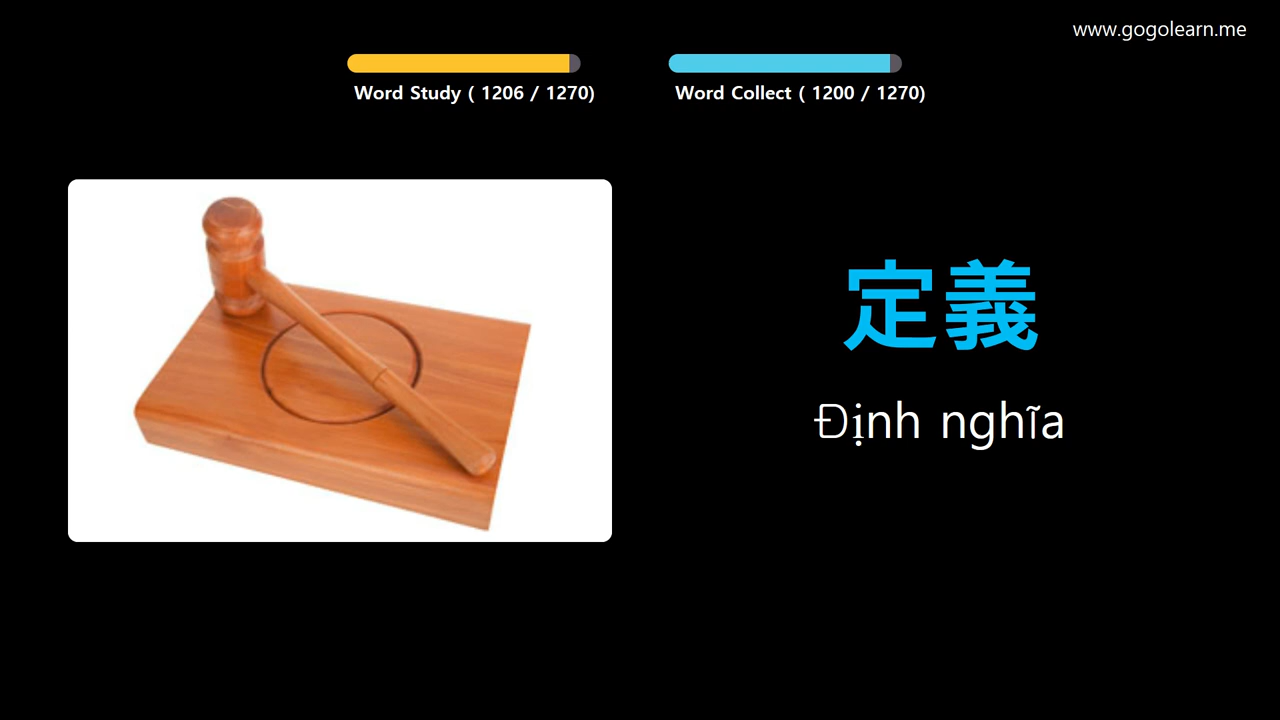 www.gogolearn.me
Word Study ( 1206 / 1270)
Word Collect ( 1200 / 1270)
定義
Định nghĩa